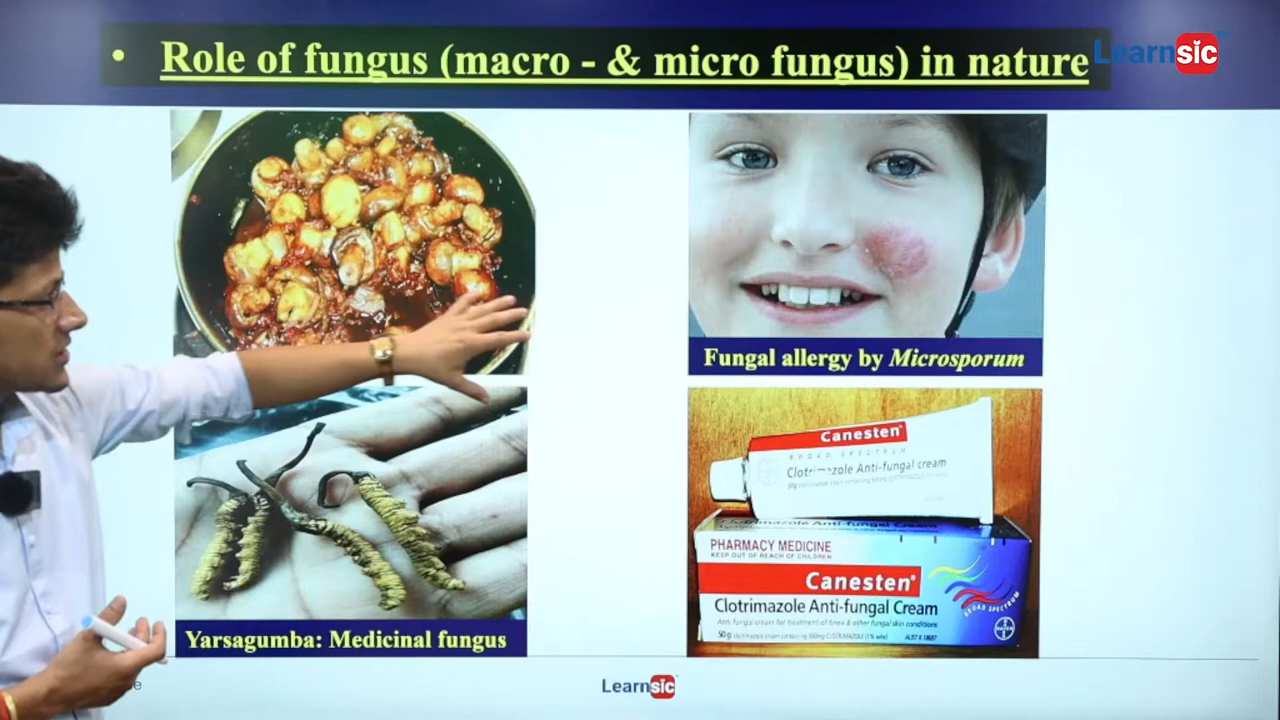 • Role of fungus (macro - & micro fungus) in nature
Learnsic
Fungal allergy by Microsporum
Yarsagumba: Medicinal fungus
Canesten
BROAD SPECTRUM
Anti-fungal cream
Clotrimazole Anti-fungal Cream
PHARMACY MEDICINE
KEEP OUT OF REACH OF CHILDREN
Canesten
Clotrimazole Anti-fungal Cream
BROAD SPECTRUM
Anti-fungal cream for treatment of tinea & other fungal skin conditions
50g
BAYER
Learnsic